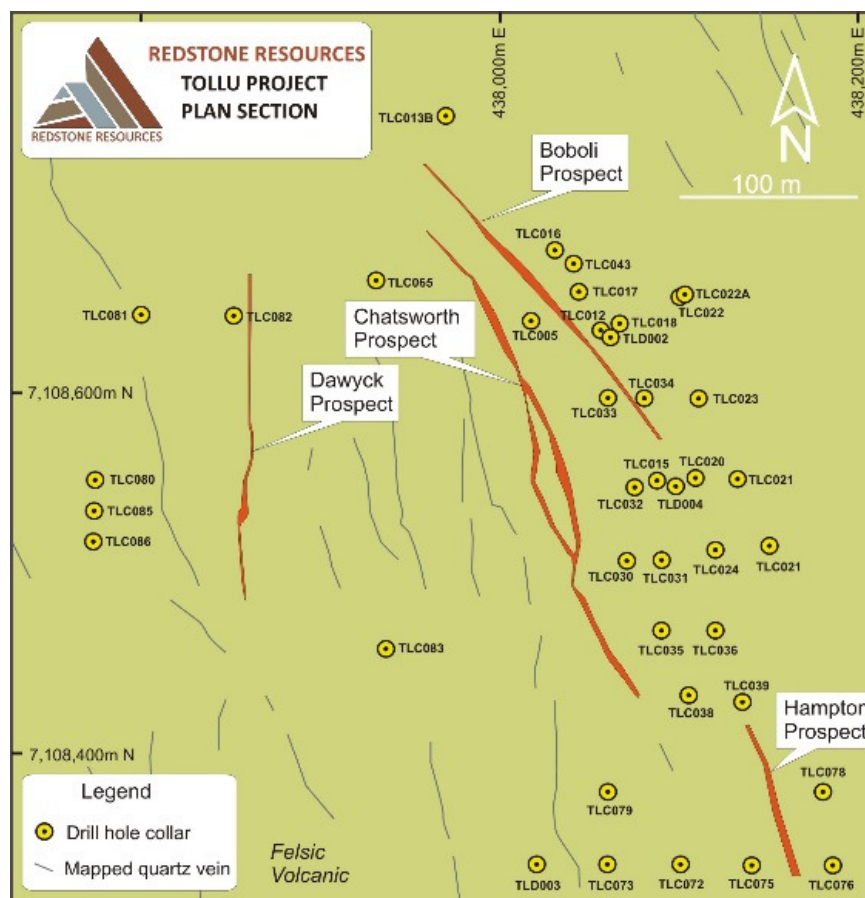 REDSTONE RESOURCES
TOLLU PROJECT
PLAN SECTION
REDSTONE RESOURCES
438,000m E
438,200m E
N
100 m
TLC013B
Boboli
Prospect
TLC016
TLC043
TLC065
TLC017
TLC022A
TLC022
TLC081
TLC082
Chatsworth
Prospect
TLC005
TLC012
TLC018
TLD002
Dawyck
Prospect
7,108,600m N
TLC034
TLC033
TLC023
TLC015
TLC020
TLC021
TLC032
TLD004
TLC080
TLC085
TLC086
TLC030
TLC031
TLC024
TLC021
TLC035
TLC036
TLC083
TLC038
TLC039
Hampton
Prospect
7,108,400m N
TLC078
TLC079
Legend
Drill hole collar
Mapped quartz vein
Felsic
Volcanic
TLD003
TLC073
TLC072
TLC075
TLC076